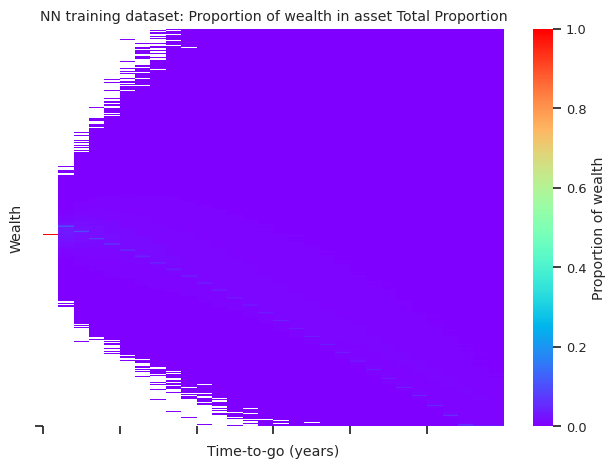 NN training dataset: Proportion of wealth in asset Total Proportion
1.0
0.8
0.6
0.4
0.2
0.0
Proportion of wealth
Wealth
Time-to-go (years)